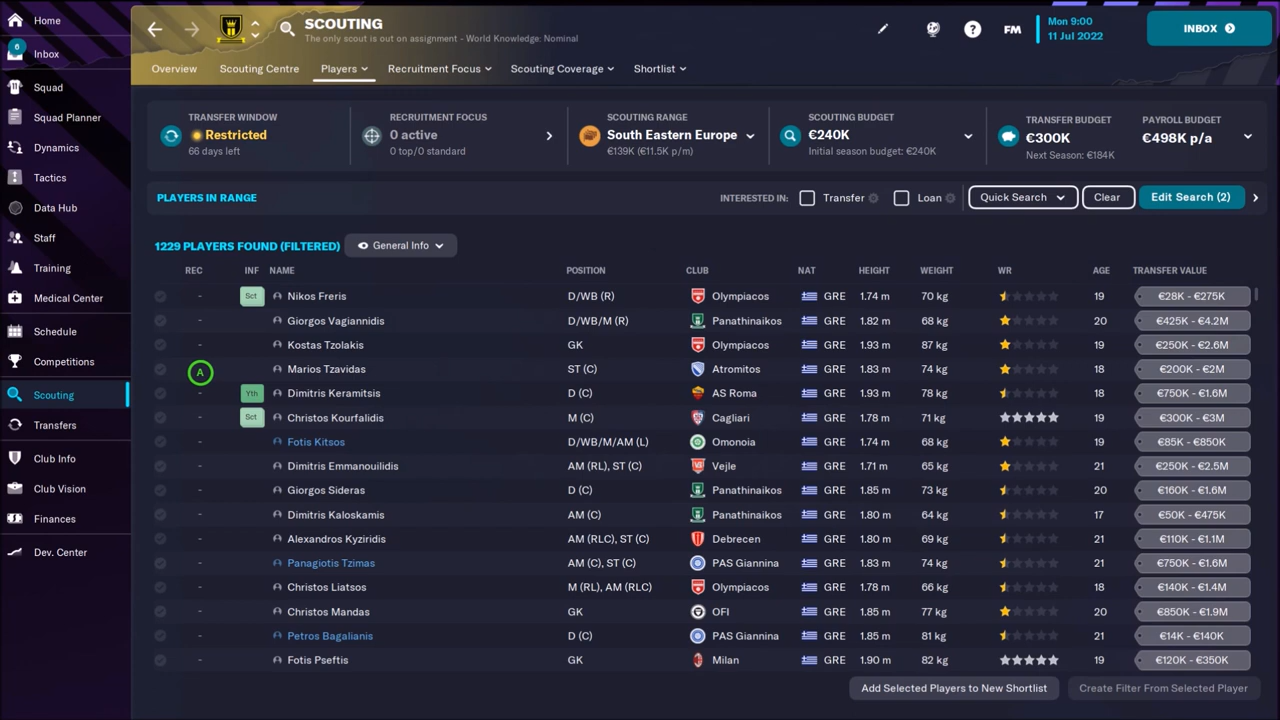 Home
6
Inbox
Squad
Squad Planner
Dynamics
Tactics
Data Hub
Staff
Training
Medical Center
Schedule
Competitions
Scouting
Transfers
Club Info
Club Vision
Finances
Dev. Center
SCOUTING
The only scout is out on assignment - World Knowledge: Nominal
FM
Mon 9:00
11 Jul 2022
INBOX
Overview Scouting Centre Players Recruitment Focus Scouting Coverage Shortlist
TRANSFER WINDOW
Restricted
66 days left
RECRUITMENT FOCUS
0 active
0 top/0 standard
SCOUTING RANGE
South Eastern Europe
€139K (€11.5K p/m)
SCOUTING BUDGET
€240K
Initial season budget: €240K
TRANSFER BUDGET
€300K
Next Season: €184K
PAYROLL BUDGET
€498K p/a
PLAYERS IN RANGE INTERESTED IN: Transfer Loan Quick Search Clear Edit Search (2)
1229 PLAYERS FOUND (FILTERED) General Info
REC INF NAME POSITION CLUB NAT HEIGHT WEIGHT WR AGE TRANSFER VALUE
- Sct Nikos Freris D/WB (R) Olympiacos GRE 1.74 m 70 kg 19 €28K - €275K
- Giorgos Vagiannidis D/WB/M (R) Panathinaikos GRE 1.82 m 68 kg 20 €425K - €4.2M
- Kostas Tzolakis GK Olympiacos GRE 1.93 m 87 kg 19 €250K - €2.6M
A Marios Tzavidas ST (C) Atromitos GRE 1.83 m 74 kg 18 €200K - €2M
- Yth Dimitris Keramitsis D (C) AS Roma GRE 1.93 m 78 kg 18 €750K - €1.6M
- Sct Christos Kourfalidis M (C) Cagliari GRE 1.78 m 71 kg 19 €300K - €3M
- Fotis Kitsos D/WB/M/AM (L) Omonoia GRE 1.74 m 68 kg 19 €85K - €850K
- Dimitris Emmanouilidis AM (RL), ST (C) Vejle GRE 1.71 m 65 kg 21 €250K - €2.5M
- Giorgos Sideras D (C) Panathinaikos GRE 1.85 m 73 kg 20 €160K - €1.6M
- Dimitris Kaloskamis AM (C) Panathinaikos GRE 1.80 m 64 kg 17 €50K - €475K
- Alexandros Kyziridis AM (RLC), ST (C) Debrecen GRE 1.80 m 69 kg 21 €110K - €1.1M
- Panagiotis Tzimas AM (C), ST (C) PAS Giannina GRE 1.83 m 74 kg 21 €750K - €1.6M
- Christos Liatsos M (RL), AM (RLC) Olympiacos GRE 1.78 m 66 kg 18 €140K - €1.4M
- Christos Mandas GK OFI GRE 1.85 m 77 kg 20 €850K - €1.9M
- Petros Bagalianis D (C) PAS Giannina GRE 1.85 m 81 kg 21 €14K - €140K
- Fotis Pseftis GK Milan GRE 1.90 m 82 kg 19 €120K - €350K
Add Selected Players to New Shortlist Create Filter From Selected Player